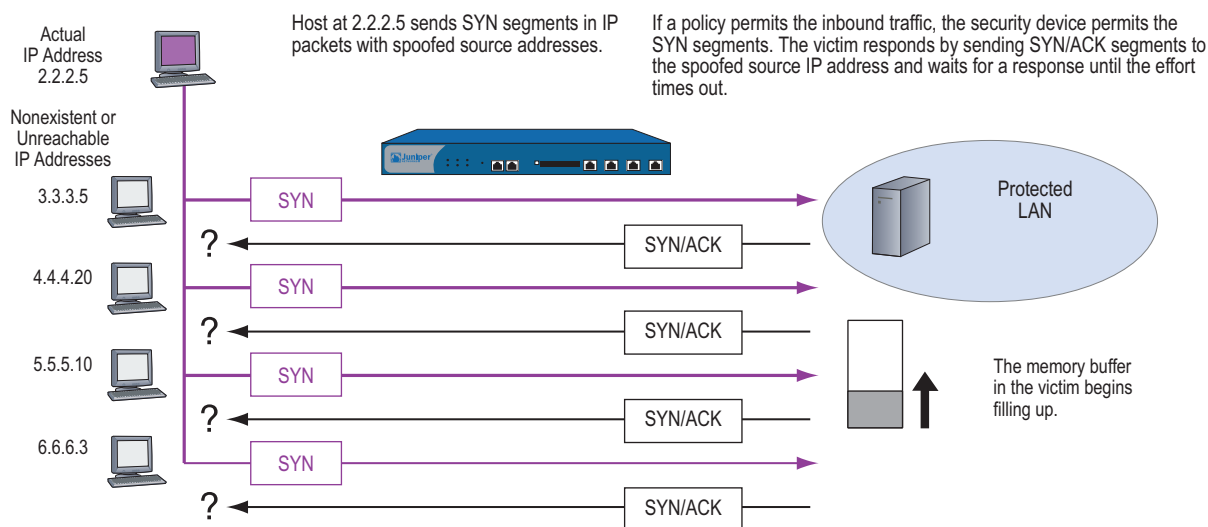 Actual
IP Address
2.2.2.5
Host at 2.2.2.5 sends SYN segments in IP
packets with spoofed source addresses.
If a policy permits the inbound traffic, the security device permits the
SYN segments. The victim responds by sending SYN/ACK segments to
the spoofed source IP address and waits for a response until the effort
times out.
Nonexistent or
Unreachable
IP Addresses
Juniper
3.3.3.5
SYN
Protected
LAN
?
SYN/ACK
4.4.4.20
SYN
?
SYN/ACK
5.5.5.10
SYN
The memory buffer
in the victim begins
filling up.
?
SYN/ACK
6.6.6.3
SYN
?
SYN/ACK